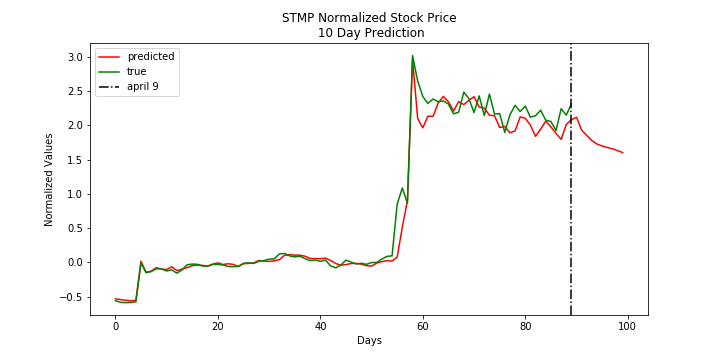 STMP Normalized Stock Price
10 Day Prediction
predicted
true
april 9
Normalized Values
3.0
2.5
2.0
1.5
1.0
0.5
0.0
−0.5
0 20 40 60 80 100
Days